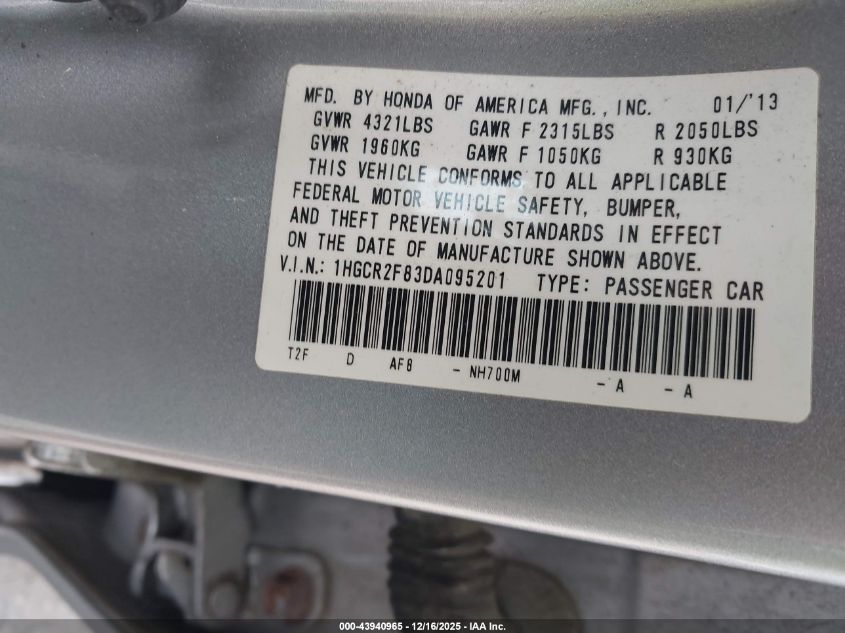 MFD. BY HONDA OF AMERICA MFG., INC. 01/'13
GVWR 4321LBS GAWR F 2315LBS R 2050LBS
GVWR 1960KG GAWR F 1050KG R 930KG
THIS VEHICLE CONFORMS TO ALL APPLICABLE
FEDERAL MOTOR VEHICLE SAFETY, BUMPER,
AND THEFT PREVENTION STANDARDS IN EFFECT
ON THE DATE OF MANUFACTURE SHOWN ABOVE.
V.I.N.: 1HGCR2F83DA095201 TYPE: PASSENGER CAR
T2F D AF8 - NH700M - A - A
000-43940965 - 12/16/2025 - IAA Inc.